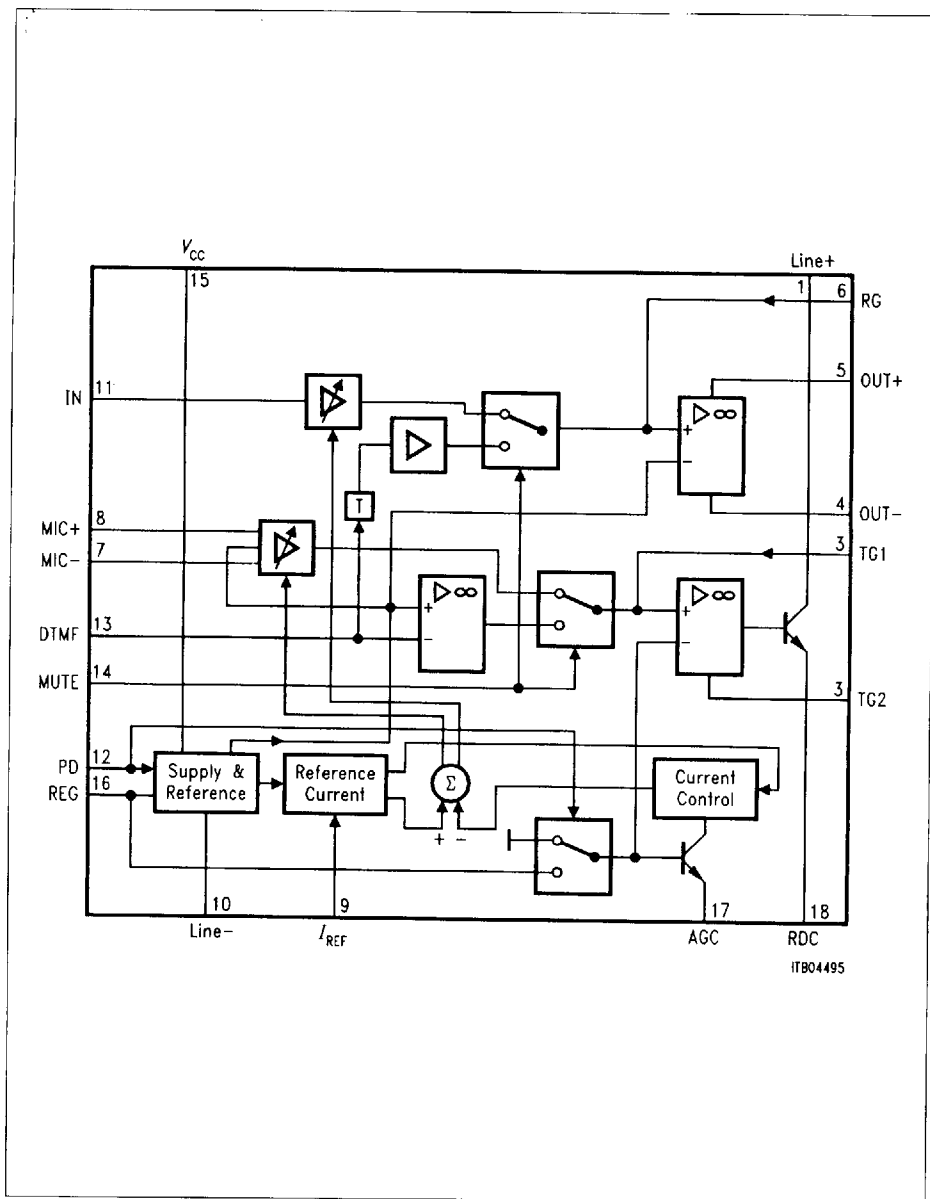 V_CC
15
Line+
1
6
RG
IN
11
5
OUT+
▷ ∞
+
−
T
4
OUT-
MIC+
8
MIC-
7
3
TG1
▷ ∞
+
−
▷ ∞
+
−
DTMF
13
MUTE
14
3
TG2
PD
12
REG
16
Supply &
Reference
Reference
Current
Σ
+ −
Current
Control
10
Line-
9
I_REF
17
AGC
18
RDC
ITB04495